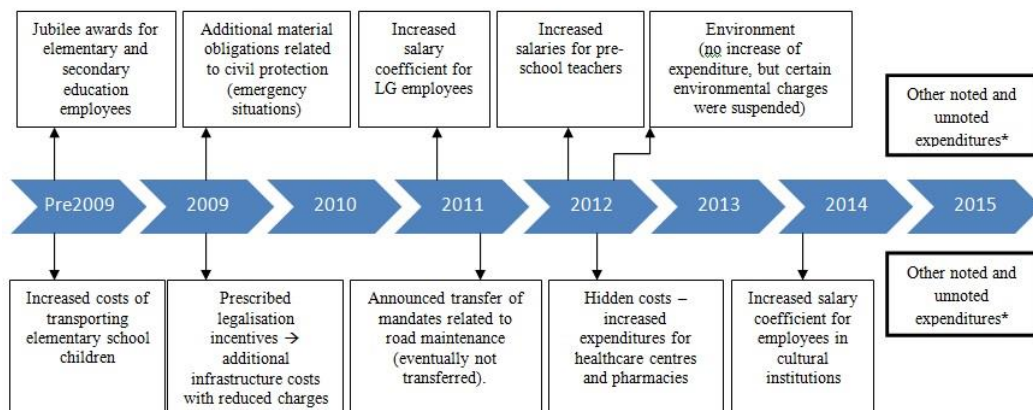 Jubilee awards for
elementary and
secondary
education
employees
Additional material
obligations related
to civil protection
(emergency
situations)
Increased
salary
coefficient for
LG employees
Increased
salaries for pre-
school teachers
Environment
(no increase of
expenditure, but certain
environmental charges
were suspended)
Other noted and
unnoted
expenditures*
Pre2009
2009
2010
2011
2012
2013
2014
2015
Increased costs of
transporting
elementary school
children
Prescribed
legalisation
incentives →
additional
infrastructure costs
with reduced charges
Announced transfer of
mandates related to
road maintenance
(eventually not
transferred).
Hidden costs –
increased
expenditures for
healthcare centres
and pharmacies
Increased salary
coefficient for
employees in
cultural
institutions
Other noted and
unnoted
expenditures*